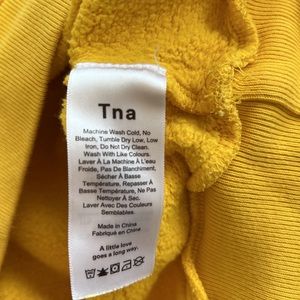 Tna
Machine Wash Cold, No
Bleach, Tumble Dry Low, Low
Iron, Do Not Dry Clean.
Wash With Like Colours.
Laver À La Machine À L'eau
Froide, Pas De Blanchiment,
Sécher À Basse
Température, Repasser À
Basse Température, Ne Pas
Nettoyer À Sec.
Laver Avec Des Couleurs
Semblables.
Made in China
Fabriqué en China
A little love
goes a long way.